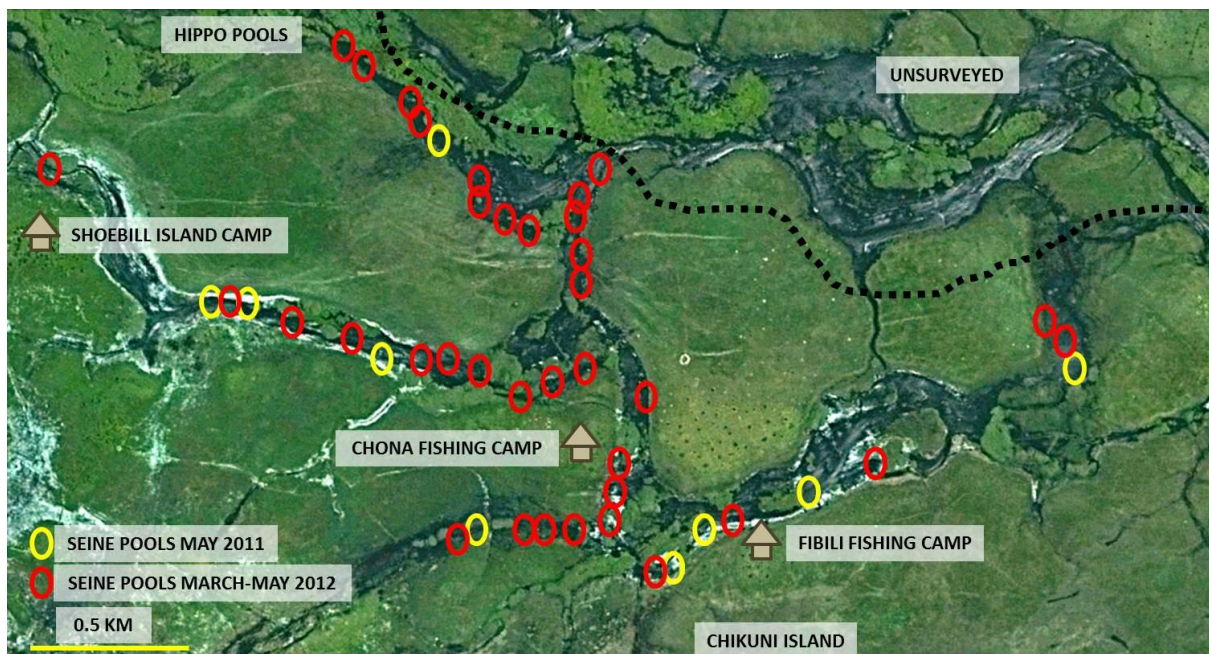 HIPPO POOLS
UNSURVEYED
SHOEBILL ISLAND CAMP
CHONA FISHING CAMP
SEINE POOLS MAY 2011
FIBILI FISHING CAMP
SEINE POOLS MARCH-MAY 2012
0.5 KM
CHIKUNI ISLAND